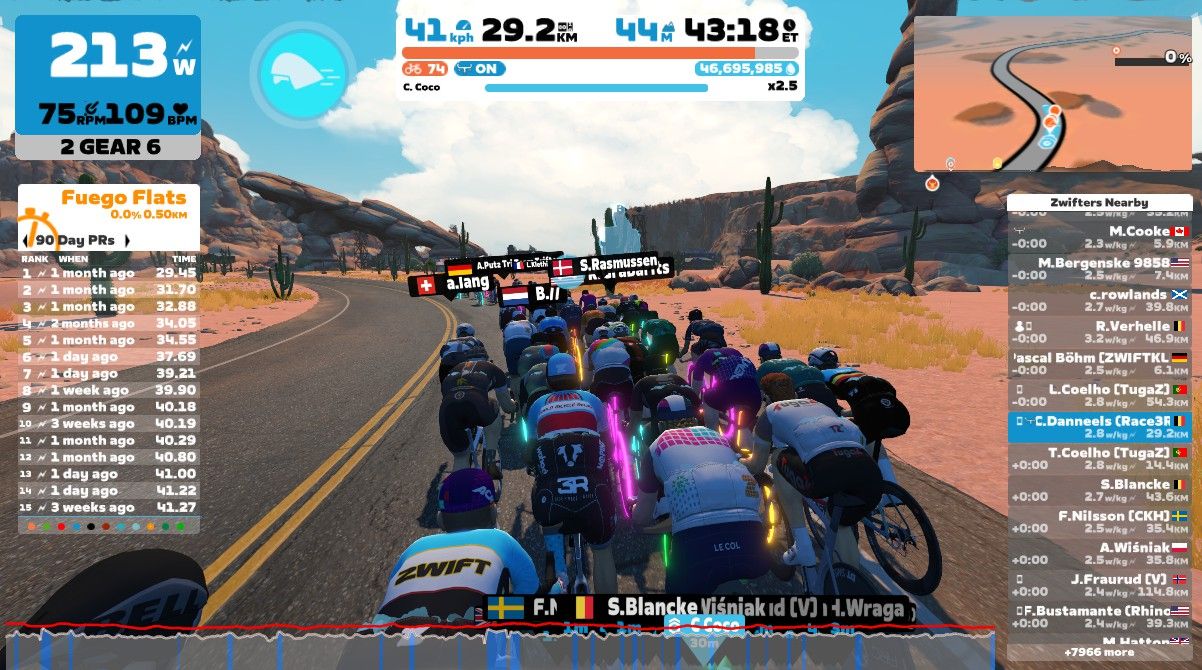 213 W
75 RPM 109 BPM
2 GEAR 6
41 kph 29.2 KM 44 M 43:18 ET
74 ON 46,695,985
C. Coco x2.5
0 %
Fuego Flats
0.0% 0.50KM
90 Day PRs
RANK WHEN TIME
1 1 month ago 29.45
2 1 month ago 31.70
3 1 month ago 32.88
4 2 months ago 34.05
5 1 month ago 34.55
6 1 day ago 37.69
7 1 day ago 39.21
8 1 week ago 39.90
9 1 month ago 40.18
10 3 weeks ago 40.19
11 1 month ago 40.29
12 1 month ago 40.80
13 1 day ago 41.00
14 1 day ago 41.22
15 3 weeks ago 41.27
A.Putz
S.Rasmussen
a.lang
B.
Zwifters Nearby
M.Cooke
-0:00 2.3w/kg 5.9KM
M.Bergenske 9858
-0:00 2.5w/kg 7.4KM
c.rowlands
-0:00 2.7w/kg 39.8KM
R.Verhelle
-0:00 3.2w/kg 46.9KM
ascal Böhm [ZWIFTKL
-0:00 2.5w/kg 6.1KM
L.Coelho [TugaZ]
-0:00 2.8w/kg 54.3KM
C.Danneels (Race3R
2.8w/kg 29.2KM
T.Coelho [TugaZ]
+0:00 2.8w/kg 14.4KM
S.Blancke
+0:00 2.7w/kg 43.6KM
F.Nilsson (CKH)
+0:00 2.5w/kg 35.4KM
A.Wiśniak
+0:00 2.5w/kg 35.8KM
J.Fraurud [V]
+0:00 2.4w/kg 114.8KM
F.Bustamante (Rhino
+0:00 2.4w/kg 39.3KM
M.Hatton
+7966 more
3R
LE COL
ZWIFT
F.N S.Blancke Viśniak d (V) H.Wraga
C Coco
30m